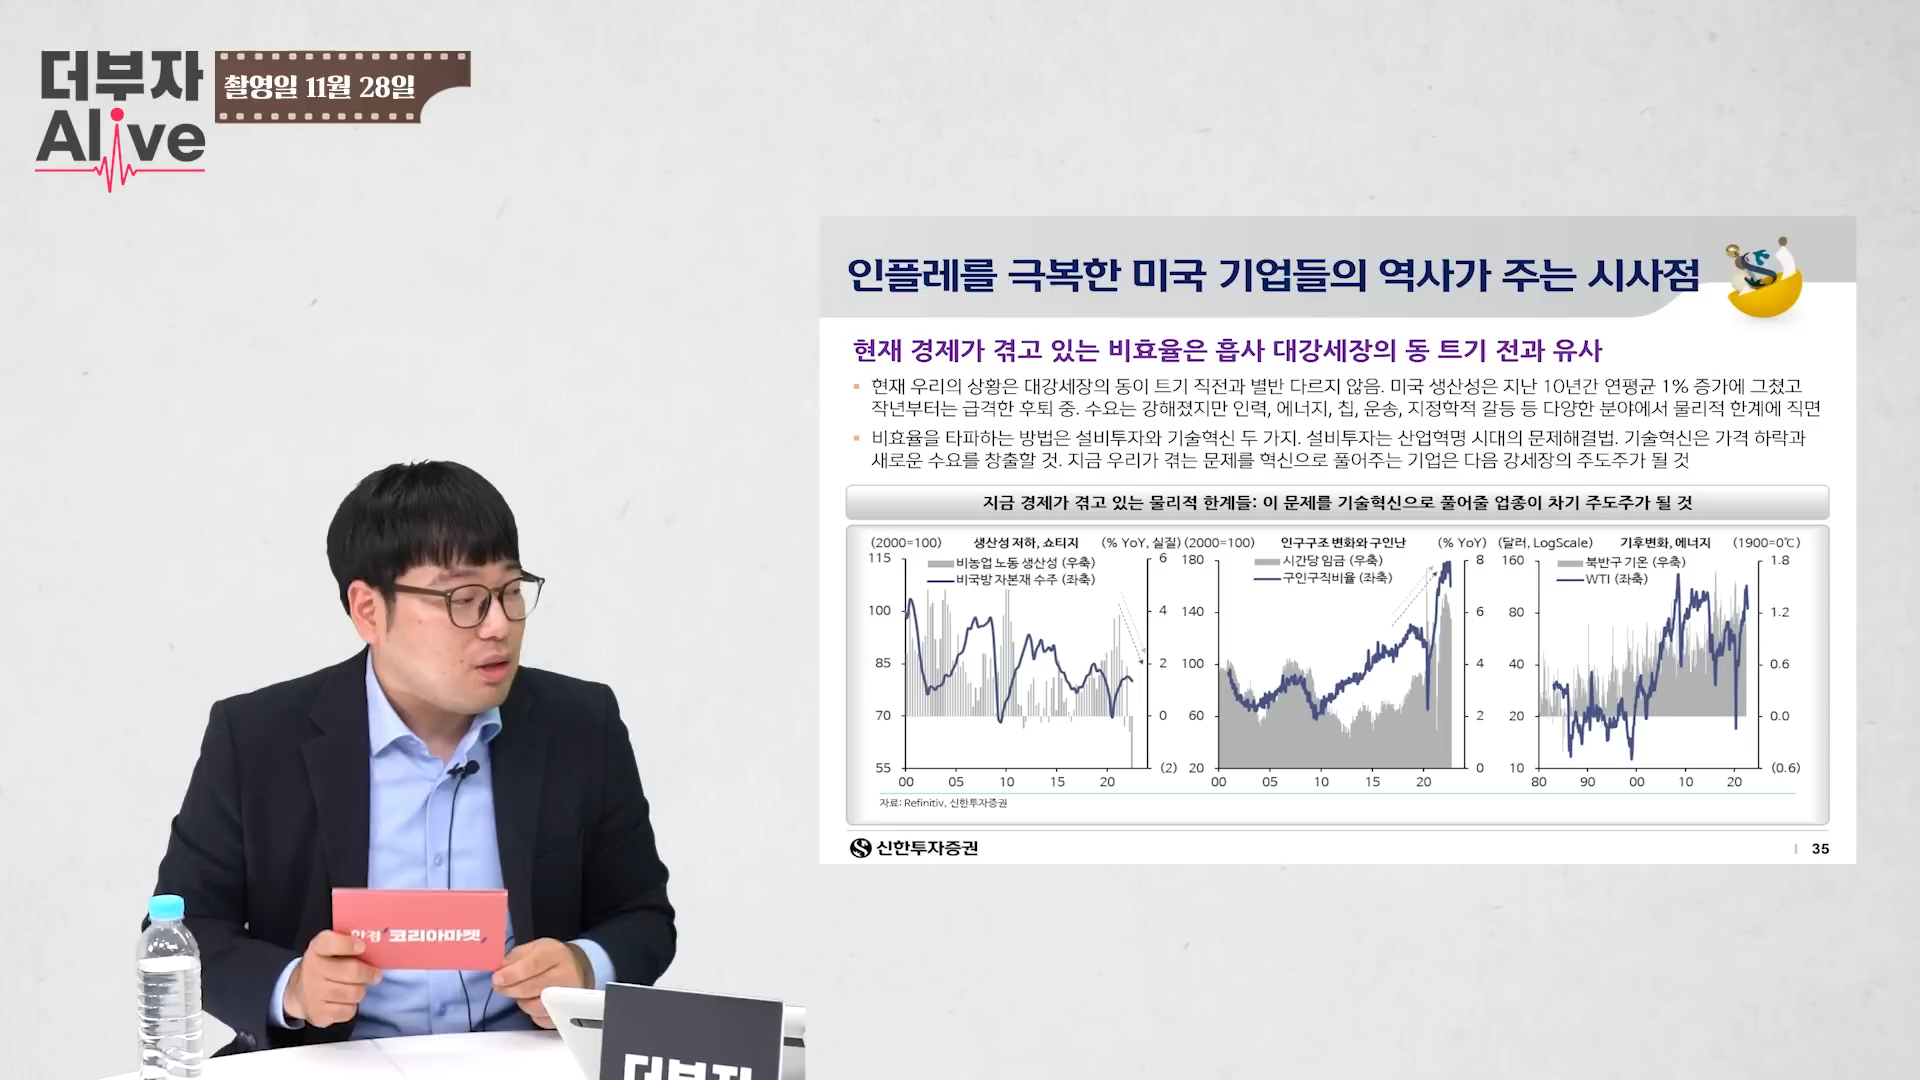 더부자
Alive
촬영일 11월 28일
인플레를 극복한 미국 기업들의 역사가 주는 시사점
현재 경제가 겪고 있는 비효율은 흡사 대강세장의 동 트기 전과 유사
현재 우리의 상황은 대강세장의 동이 트기 직전과 별반 다르지 않음. 미국 생산성은 지난 10년간 연평균 1% 증가에 그쳤고
작년부터는 급격한 후퇴 중. 수요는 강해졌지만 인력, 에너지, 칩, 운송, 지정학적 갈등 등 다양한 분야에서 물리적 한계에 직면
비효율을 타파하는 방법은 설비투자와 기술혁신 두 가지. 설비투자는 산업혁명 시대의 문제해결법. 기술혁신은 가격 하락과
새로운 수요를 창출할 것. 지금 우리가 겪는 문제를 혁신으로 풀어주는 기업은 다음 강세장의 주도주가 될 것
지금 경제가 겪고 있는 물리적 한계들: 이 문제를 기술혁신으로 풀어줄 업종이 차기 주도주가 될 것
(2000=100) 생산성 저하, 쇼티지 (% YoY, 실질)
비농업 노동 생산성 (우축)
비국방 자본재 수주 (좌축)
115
100
85
70
55
6
4
2
0
(2)
00 05 10 15 20
(2000=100) 인구구조 변화와 구인난 (% YoY)
시간당 임금 (우축)
구인구직비율 (좌축)
180
140
100
60
20
8
6
4
2
0
00 05 10 15 20
(달러, LogScale) 기후변화, 에너지 (1900=0℃)
북반구 기온 (우축)
WTI (좌축)
160
80
40
20
10
1.8
1.2
0.6
0.0
(0.6)
80 90 00 10 20
자료: Refinitiv, 신한투자증권
신한투자증권
35
한경 코리아마켓
더부자